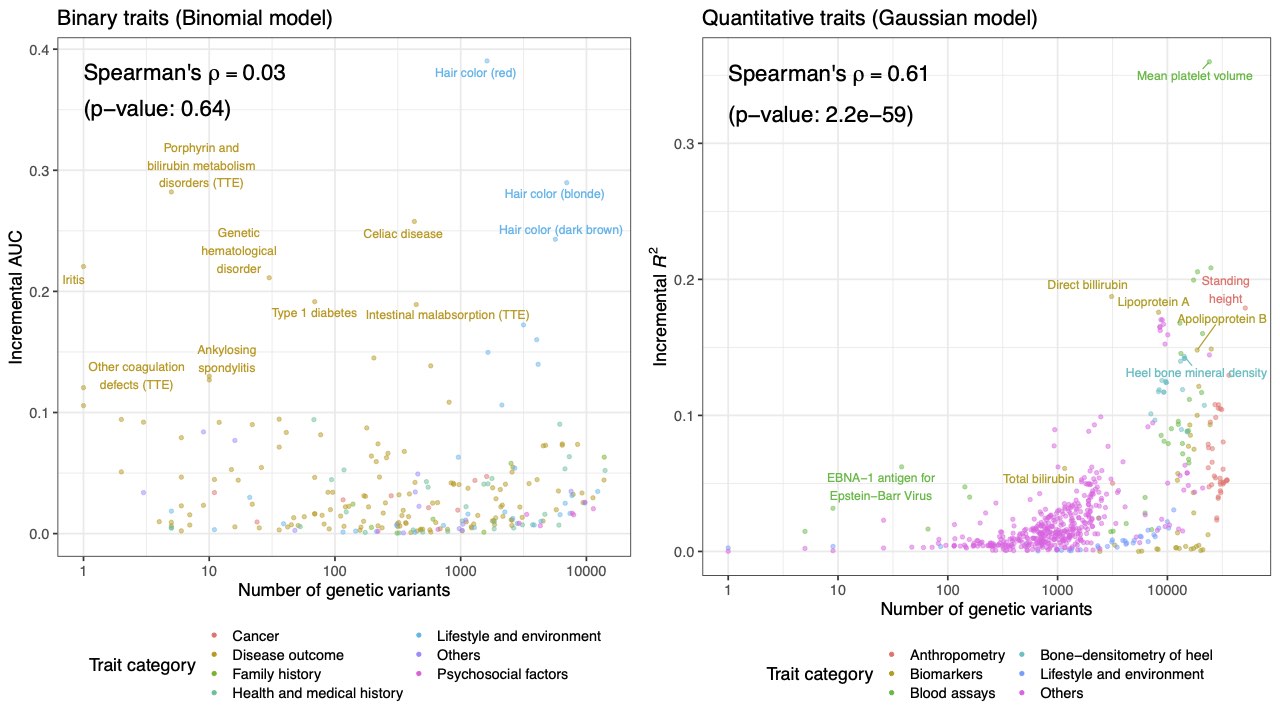 Binary traits (Binomial model)
Spearman's ρ = 0.03
(p−value: 0.64)
Hair color (red)
Porphyrin and
bilirubin metabolism
disorders (TTE)
Hair color (blonde)
Genetic
hematological
disorder
Celiac disease
Hair color (dark brown)
Iritis
Type 1 diabetes
Intestinal malabsorption (TTE)
Other coagulation
defects (TTE)
Ankylosing
spondylitis
Incremental AUC
0.4
0.3
0.2
0.1
0.0
1
10
100
1000
10000
Number of genetic variants
Trait category
Cancer
Disease outcome
Family history
Health and medical history
Lifestyle and environment
Others
Psychosocial factors
Quantitative traits (Gaussian model)
Spearman's ρ = 0.61
(p−value: 2.2e−59)
Mean platelet volume
Direct billirubin
Standing
height
Lipoprotein A
Apolipoprotein B
Heel bone mineral density
EBNA−1 antigen for
Epstein−Barr Virus
Total bilirubin
Incremental R²
0.3
0.2
0.1
0.0
1
10
100
1000
10000
Number of genetic variants
Trait category
Anthropometry
Biomarkers
Blood assays
Bone−densitometry of heel
Lifestyle and environment
Others